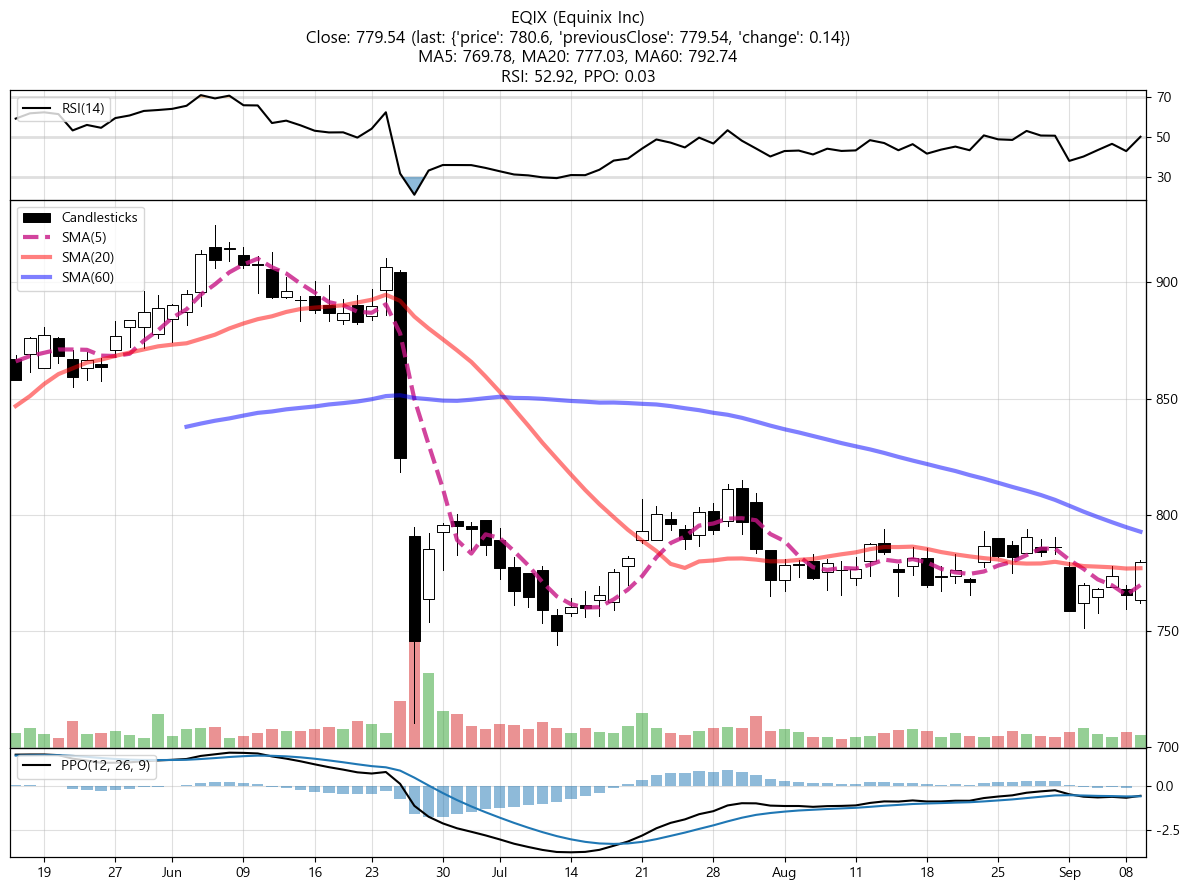 EQIX (Equinix Inc)
Close: 779.54 (last: {'price': 780.6, 'previousClose': 779.54, 'change': 0.14})
MA5: 769.78, MA20: 777.03, MA60: 792.74
RSI: 52.92, PPO: 0.03
RSI(14)
70
50
30
Candlesticks
SMA(5)
SMA(20)
SMA(60)
900
850
800
750
700
PPO(12, 26, 9)
0.0
-2.5
19 27 Jun 09 16 23 30 Jul 14 21 28 Aug 11 18 25 Sep 08